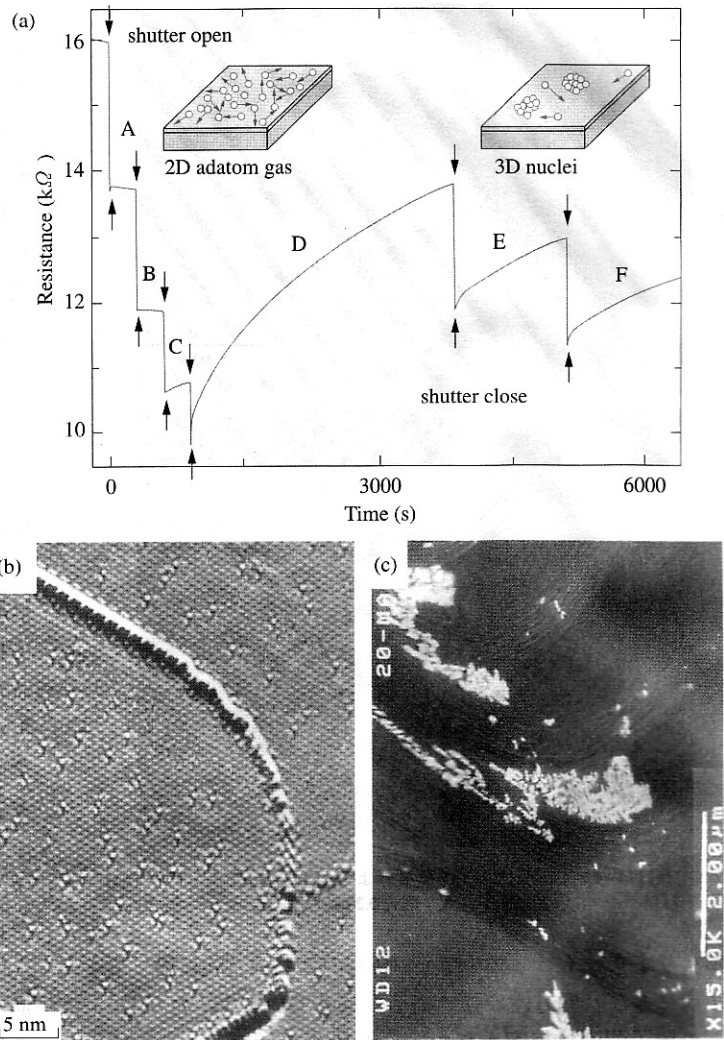 (a)
16
14
12
10
Resistance (kΩ)
shutter open
A
B
C
D
E
F
2D adatom gas
3D nuclei
shutter close
0
3000
6000
Time (s)
(b)
5 nm
(c)
20-MA
WD12
X15.0K 2.00μm